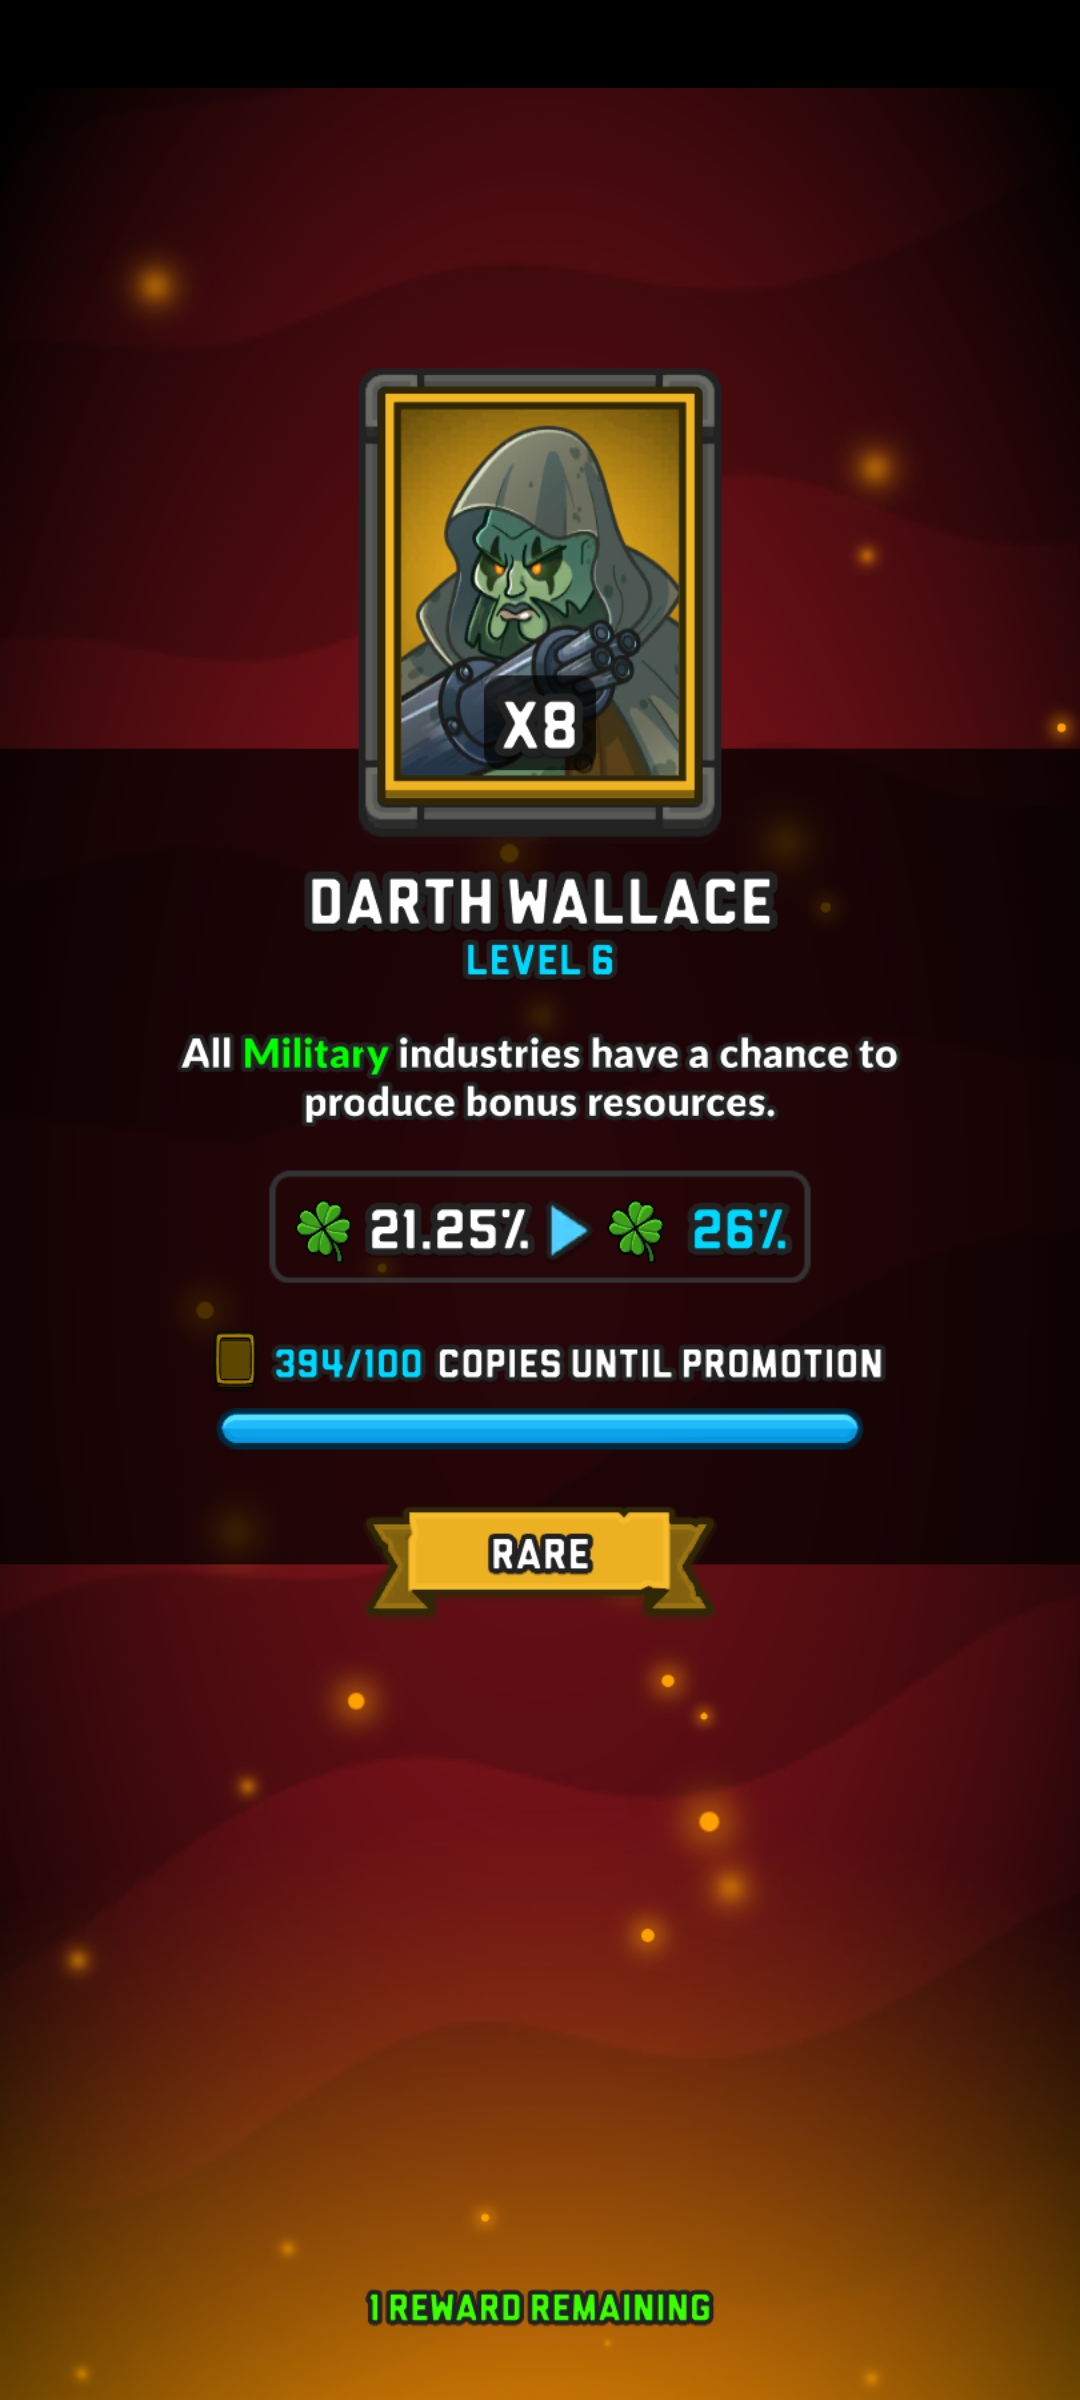 X8
DARTH WALLACE
LEVEL 6
All Military industries have a chance to
produce bonus resources.
21.25% 26%
394/100 COPIES UNTIL PROMOTION
RARE
1 REWARD REMAINING